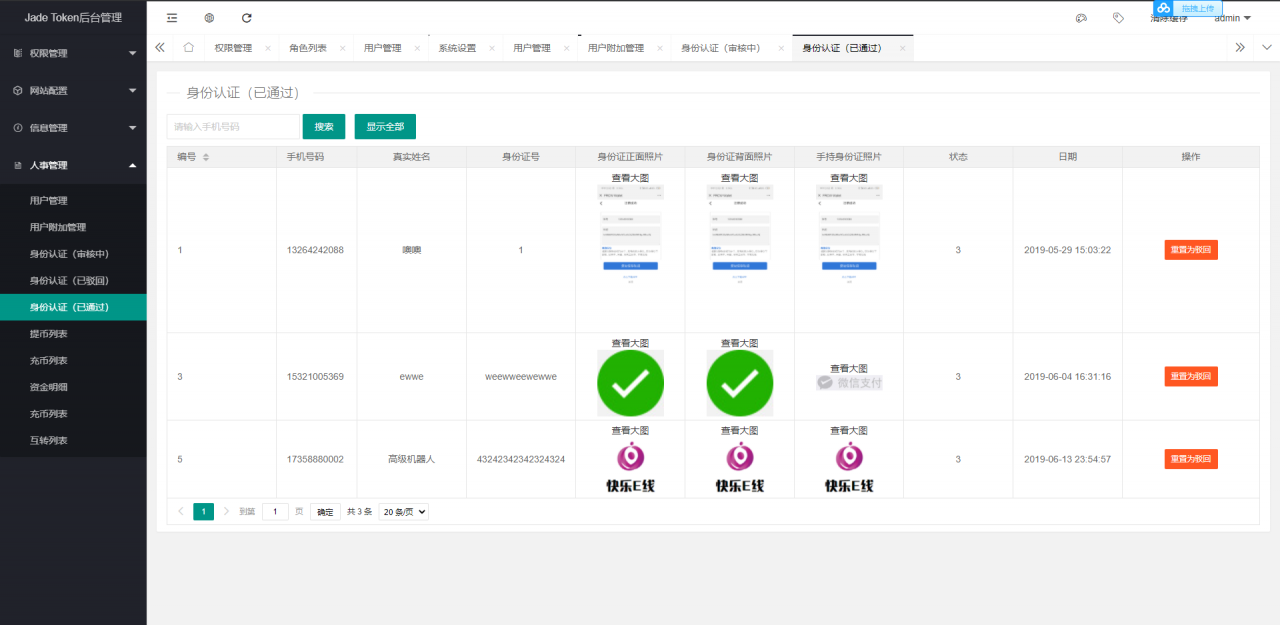 Jade Token后台管理
拖拽上传
清除缓存
admin
权限管理
角色列表
用户管理
系统设置
用户管理
用户附加管理
身份认证（审核中）
身份认证（已通过）
权限管理
网站配置
信息管理
人事管理
用户管理
用户附加管理
身份认证（审核中）
身份认证（已驳回）
身份认证（已通过）
提币列表
充币列表
资金明细
充币列表
互转列表
身份认证（已通过）
请输入手机号码
搜索
显示全部
编号 手机号码 真实姓名 身份证号 身份证正面照片 身份证背面照片 手持身份证照片 状态 日期 操作
查看大图 查看大图 查看大图
1 13264242088 噢噢 1 3 2019-05-29 15:03:22 重置为驳回
查看大图 查看大图 查看大图
3 15321005369 ewwe weewweewewwe 微信支付 3 2019-06-04 16:31:16 重置为驳回
查看大图 查看大图 查看大图
5 17358880002 高级机器人 43242342342324324 3 2019-06-13 23:54:57 重置为驳回
快乐E线 快乐E线 快乐E线
1 到第 1 页 确定 共 3 条 20 条/页